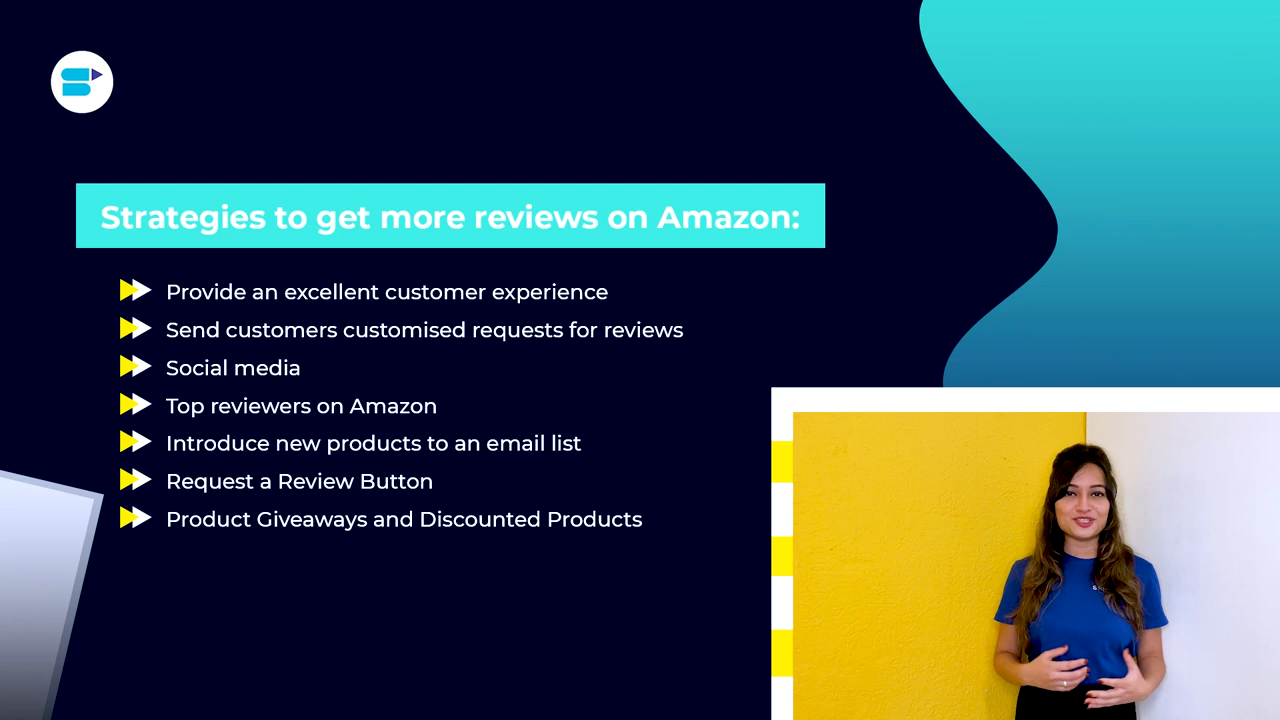 Strategies to get more reviews on Amazon:
Provide an excellent customer experience
Send customers customised requests for reviews
Social media
Top reviewers on Amazon
Introduce new products to an email list
Request a Review Button
Product Giveaways and Discounted Products